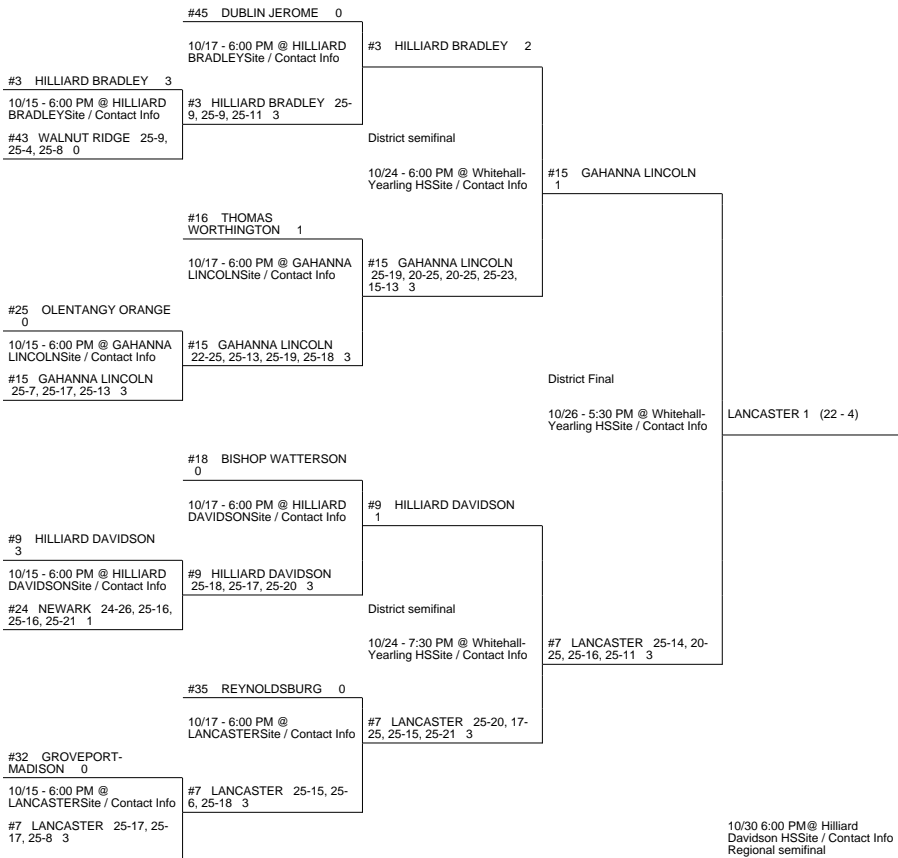 #45 DUBLIN JEROME 0
10/17 - 6:00 PM @ HILLIARD
BRADLEYSite / Contact Info
#3 HILLIARD BRADLEY 2
#3 HILLIARD BRADLEY 3
10/15 - 6:00 PM @ HILLIARD
BRADLEYSite / Contact Info
#3 HILLIARD BRADLEY 25-
9, 25-9, 25-11 3
#43 WALNUT RIDGE 25-9,
25-4, 25-8 0
District semifinal
10/24 - 6:00 PM @ Whitehall-
Yearling HSSite / Contact Info
#15 GAHANNA LINCOLN
1
#16 THOMAS
WORTHINGTON 1
10/17 - 6:00 PM @ GAHANNA
LINCOLNSite / Contact Info
#15 GAHANNA LINCOLN
25-19, 20-25, 20-25, 25-23,
15-13 3
#25 OLENTANGY ORANGE
0
10/15 - 6:00 PM @ GAHANNA
LINCOLNSite / Contact Info
#15 GAHANNA LINCOLN
22-25, 25-13, 25-19, 25-18 3
#15 GAHANNA LINCOLN
25-7, 25-17, 25-13 3
District Final
10/26 - 5:30 PM @ Whitehall-
Yearling HSSite / Contact Info
LANCASTER 1 (22 - 4)
#18 BISHOP WATTERSON
0
10/17 - 6:00 PM @ HILLIARD
DAVIDSONSite / Contact Info
#9 HILLIARD DAVIDSON
1
#9 HILLIARD DAVIDSON
3
10/15 - 6:00 PM @ HILLIARD
DAVIDSONSite / Contact Info
#9 HILLIARD DAVIDSON
25-18, 25-17, 25-20 3
#24 NEWARK 24-26, 25-16,
25-16, 25-21 1
District semifinal
10/24 - 7:30 PM @ Whitehall-
Yearling HSSite / Contact Info
#7 LANCASTER 25-14, 20-
25, 25-16, 25-11 3
#35 REYNOLDSBURG 0
10/17 - 6:00 PM @
LANCASTERSite / Contact Info
#7 LANCASTER 25-20, 17-
25, 25-15, 25-21 3
#32 GROVEPORT-
MADISON 0
10/15 - 6:00 PM @
LANCASTERSite / Contact Info
#7 LANCASTER 25-15, 25-
6, 25-18 3
#7 LANCASTER 25-17, 25-
17, 25-8 3
10/30 6:00 PM@ Hilliard
Davidson HSSite / Contact Info
Regional semifinal